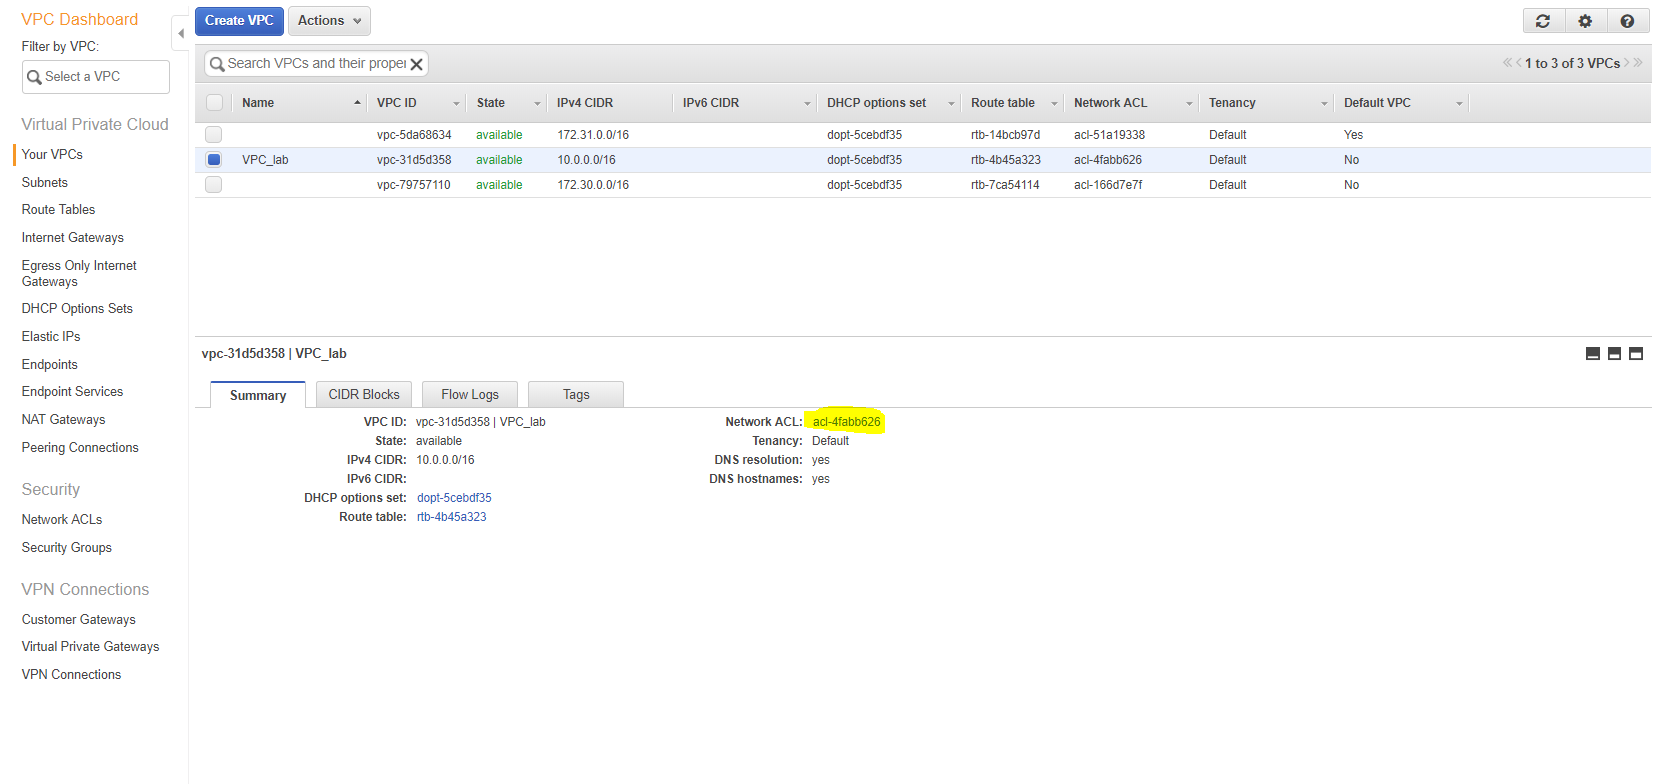 VPC Dashboard
Filter by VPC:
Select a VPC
Virtual Private Cloud
Your VPCs
Subnets
Route Tables
Internet Gateways
Egress Only Internet
Gateways
DHCP Options Sets
Elastic IPs
Endpoints
Endpoint Services
NAT Gateways
Peering Connections
Security
Network ACLs
Security Groups
VPN Connections
Customer Gateways
Virtual Private Gateways
VPN Connections
Create VPC Actions
Search VPCs and their proper 1 to 3 of 3 VPCs
Name VPC ID State IPv4 CIDR IPv6 CIDR DHCP options set Route table Network ACL Tenancy Default VPC
vpc-5da68634 available 172.31.0.0/16 dopt-5cebdf35 rtb-14bcb97d acl-51a19338 Default Yes
VPC_lab vpc-31d5d358 available 10.0.0.0/16 dopt-5cebdf35 rtb-4b45a323 acl-4fabb626 Default No
vpc-79757110 available 172.30.0.0/16 dopt-5cebdf35 rtb-7ca54114 acl-166d7e7f Default No
vpc-31d5d358 | VPC_lab
Summary CIDR Blocks Flow Logs Tags
VPC ID: vpc-31d5d358 | VPC_lab Network ACL: acl-4fabb626
State: available Tenancy: Default
IPv4 CIDR: 10.0.0.0/16 DNS resolution: yes
IPv6 CIDR: DNS hostnames: yes
DHCP options set: dopt-5cebdf35
Route table: rtb-4b45a323